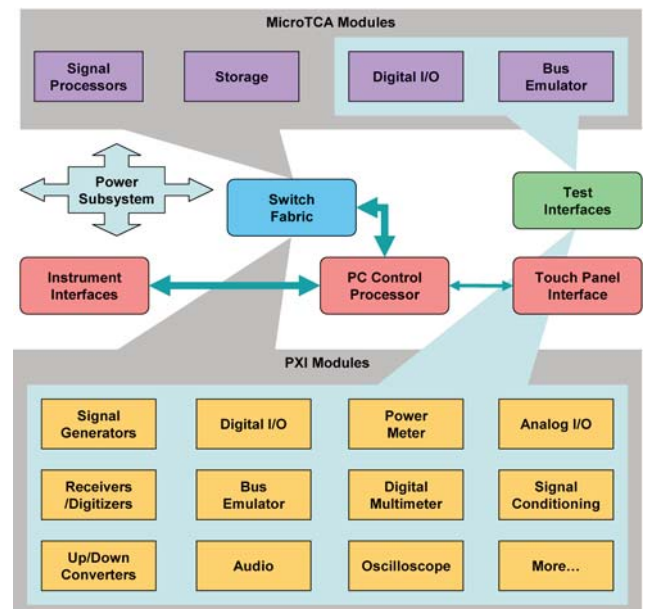 MicroTCA Modules
Signal
Processors
Storage
Digital I/O
Bus
Emulator
Power
Subsystem
Switch
Fabric
Test
Interfaces
Instrument
Interfaces
PC Control
Processor
Touch Panel
Interface
PXI Modules
Signal
Generators
Digital I/O
Power
Meter
Analog I/O
Receivers
/Digitizers
Bus
Emulator
Digital
Multimeter
Signal
Conditioning
Up/Down
Converters
Audio
Oscilloscope
More...